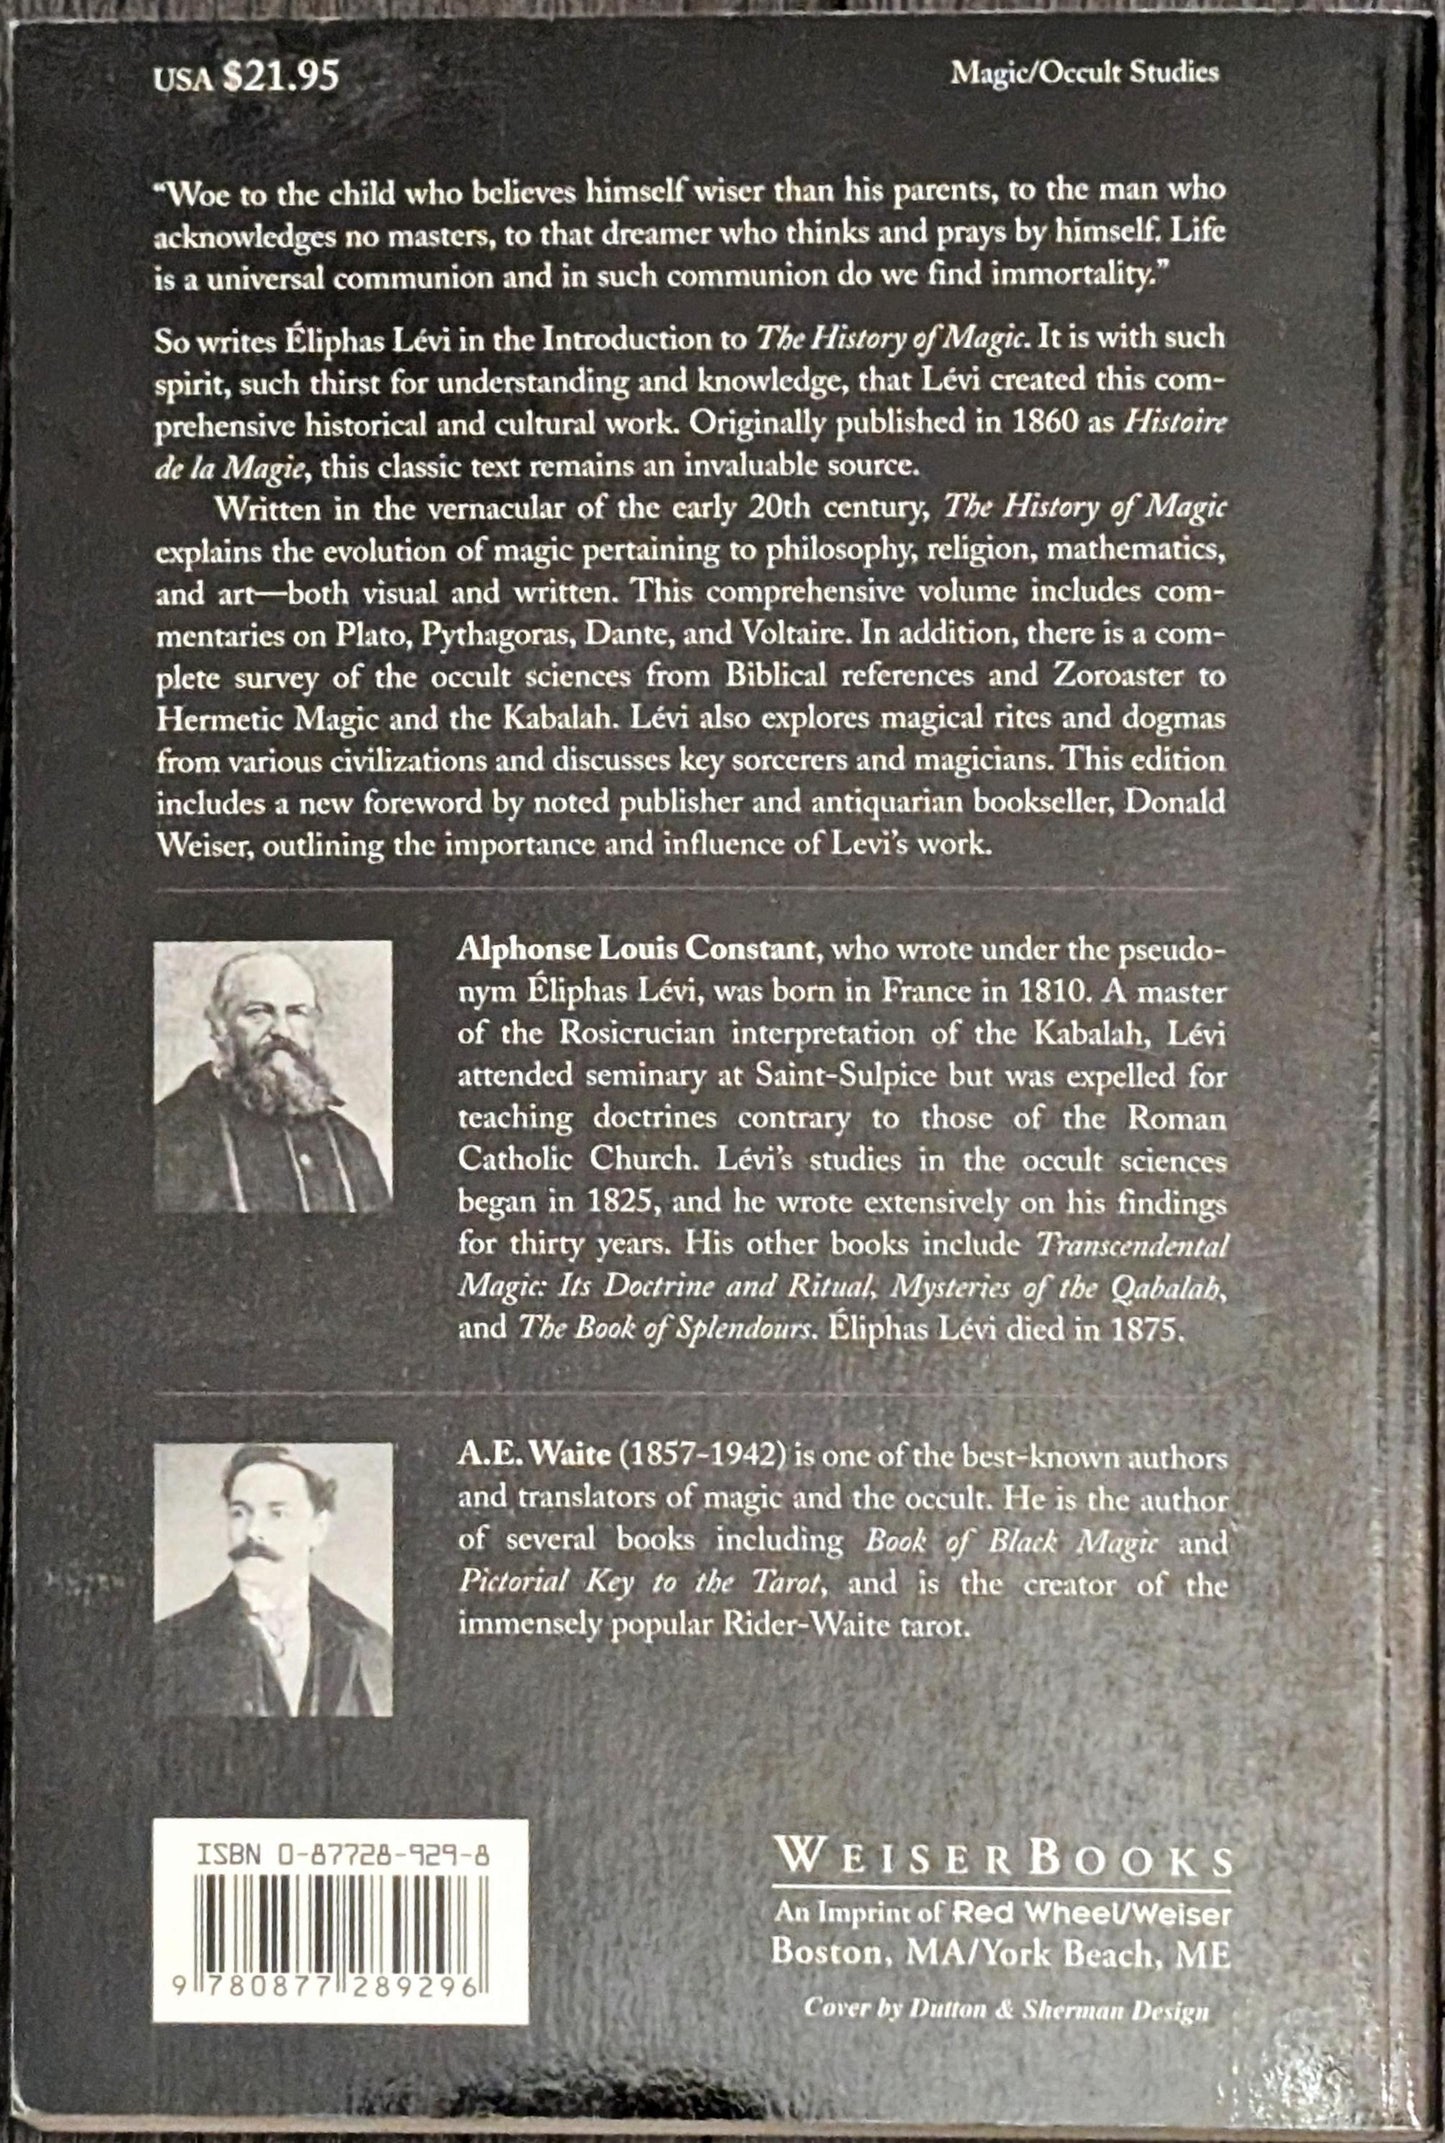 USA $21.95
Magic/Occult Studies
“Woe to the child who believes himself wiser than his parents, to the man who
acknowledges no masters, to that dreamer who thinks and prays by himself. Life
is a universal communion and in such communion do we find immortality.”
So writes Éliphas Lévi in the Introduction to The History of Magic. It is with such
spirit, such thirst for understanding and knowledge, that Lévi created this com-
prehensive historical and cultural work. Originally published in 1860 as Histoire
de la Magie, this classic text remains an invaluable source.
Written in the vernacular of the early 20th century, The History of Magic
explains the evolution of magic pertaining to philosophy, religion, mathematics,
and art—both visual and written. This comprehensive volume includes com-
mentaries on Plato, Pythagoras, Dante, and Voltaire. In addition, there is a com-
plete survey of the occult sciences from Biblical references and Zoroaster to
Hermetic Magic and the Kabalah. Lévi also explores magical rites and dogmas
from various civilizations and discusses key sorcerers and magicians. This edition
includes a new foreword by noted publisher and antiquarian bookseller, Donald
Weiser, outlining the importance and influence of Levi’s work.
Alphonse Louis Constant, who wrote under the pseudo-
nym Éliphas Lévi, was born in France in 1810. A master
of the Rosicrucian interpretation of the Kabalah, Lévi
attended seminary at Saint-Sulpice but was expelled for
teaching doctrines contrary to those of the Roman
Catholic Church. Lévi’s studies in the occult sciences
began in 1825, and he wrote extensively on his findings
for thirty years. His other books include Transcendental
Magic: Its Doctrine and Ritual, Mysteries of the Qabalah,
and The Book of Splendours. Éliphas Lévi died in 1875.
A.E. Waite (1857-1942) is one of the best-known authors
and translators of magic and the occult. He is the author
of several books including Book of Black Magic and
Pictorial Key to the Tarot, and is the creator of the
immensely popular Rider-Waite tarot.
ISBN 0-87728-929-8
9 780877 289296
WEISERBOOKS
An Imprint of Red Wheel/Weiser
Boston, MA/York Beach, ME
Cover by Dutton & Sherman Design